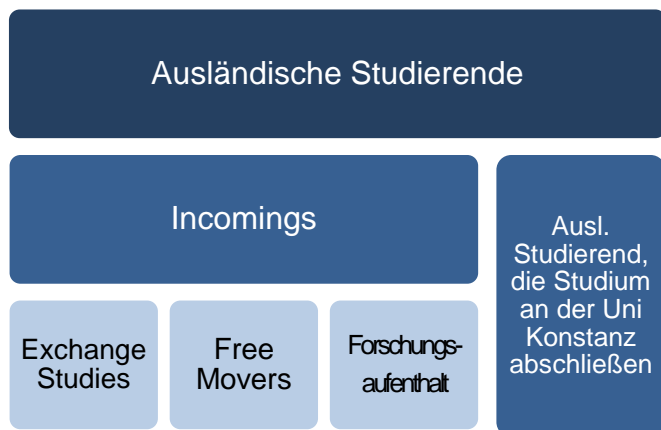 Ausländische Studierende
Incomings
Ausl.
Studierend,
die Studium
an der Uni
Konstanz
abschließen
Exchange
Studies
Free
Movers
Forschungs-
aufenthalt